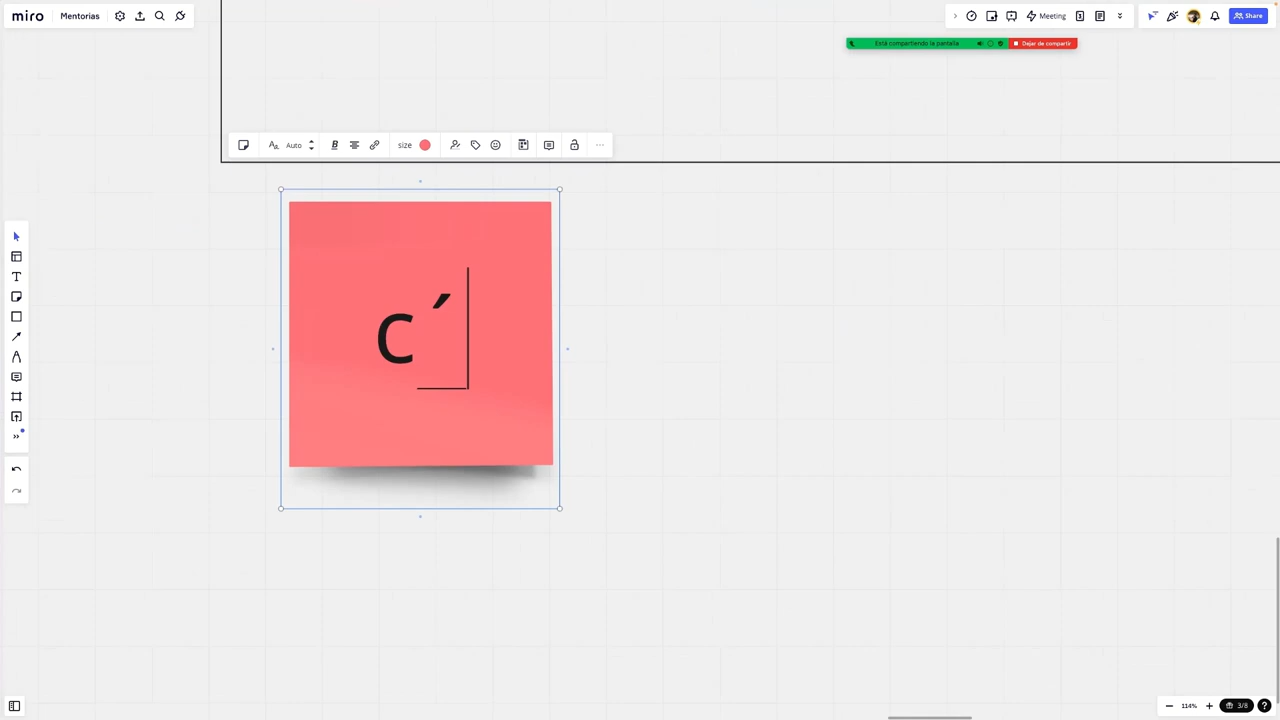 miro
Mentorias
Meeting
Share
Está compartiendo la pantalla
Dejar de compartir
Auto
size
c´
114%
3/8